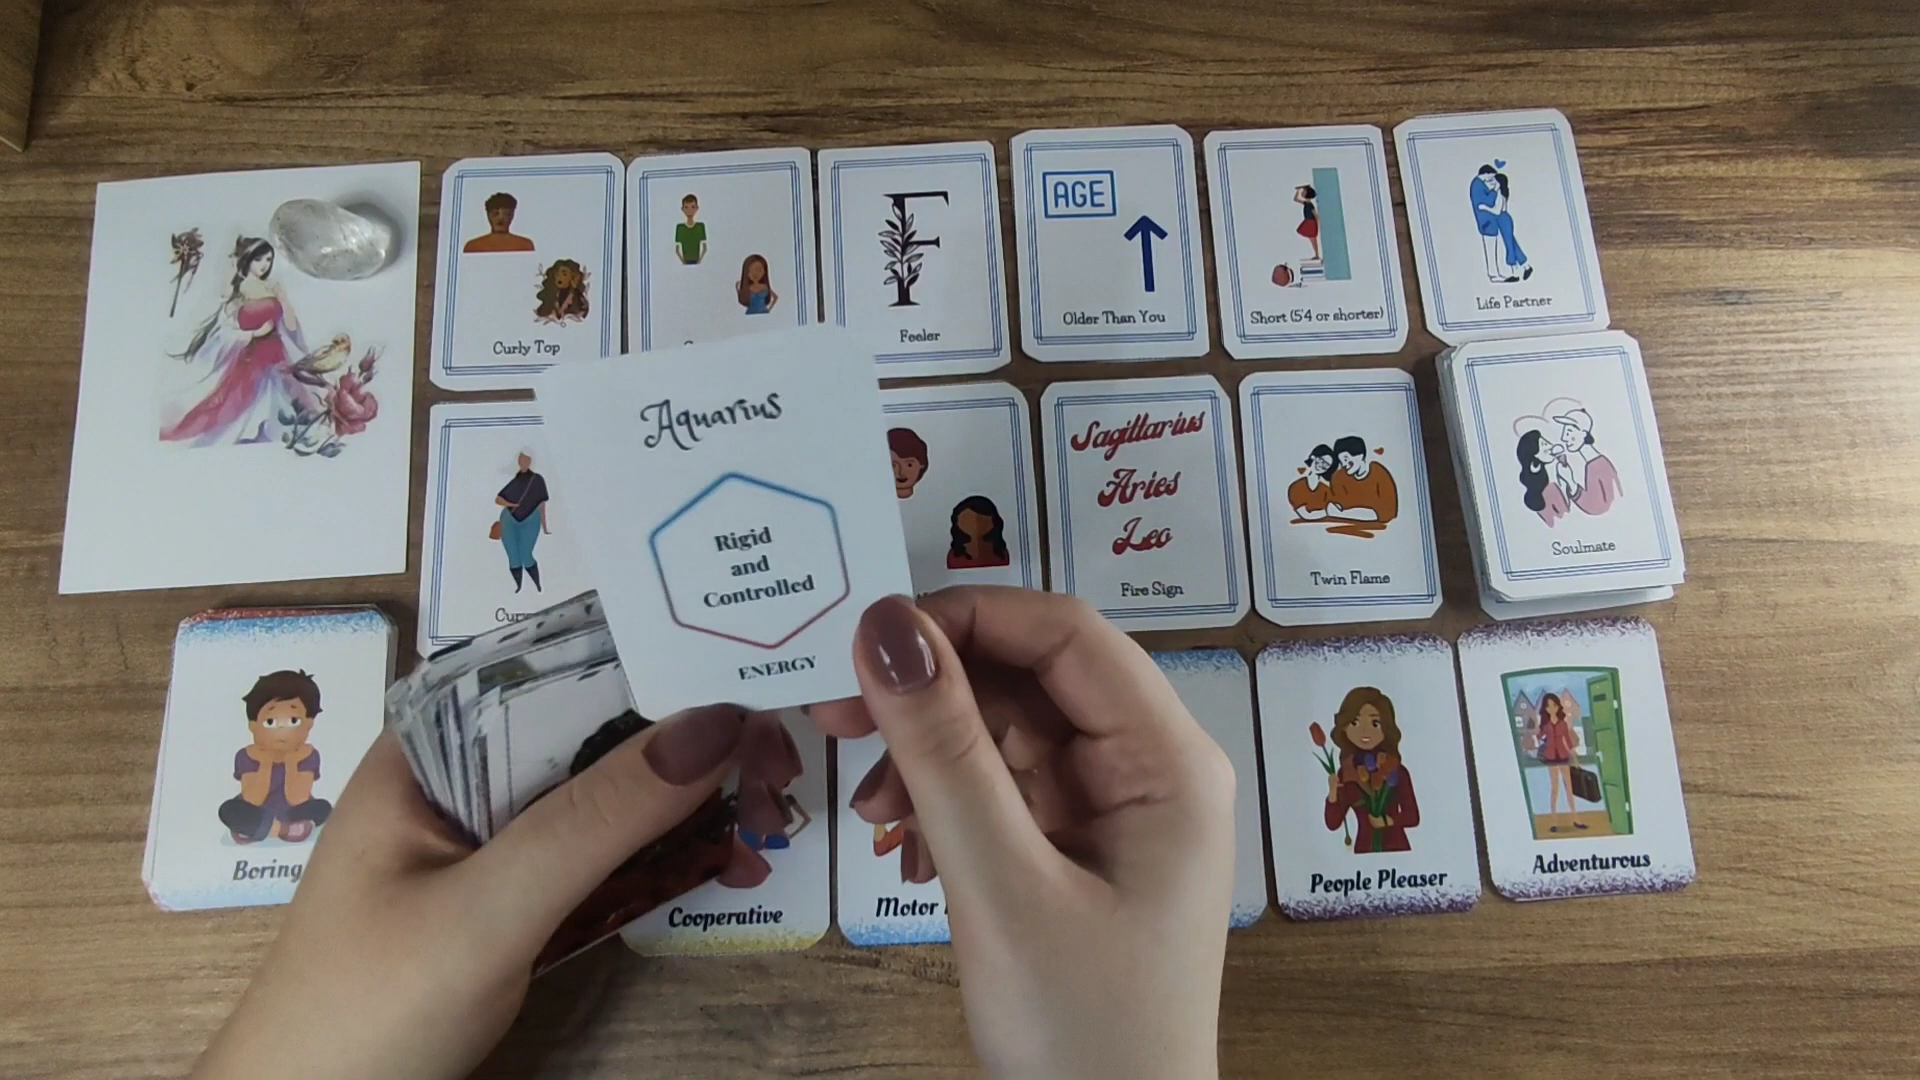 AGE
Curly Top
Feeler
Older Than You
Short (5'4 or shorter)
Life Partner
Aquarius
Rigid
and
Controlled
ENERGY
Sagittarius
Aries
Leo
Fire Sign
Twin Flame
Soulmate
Boring
Cooperative
Motor
People Pleaser
Adventurous